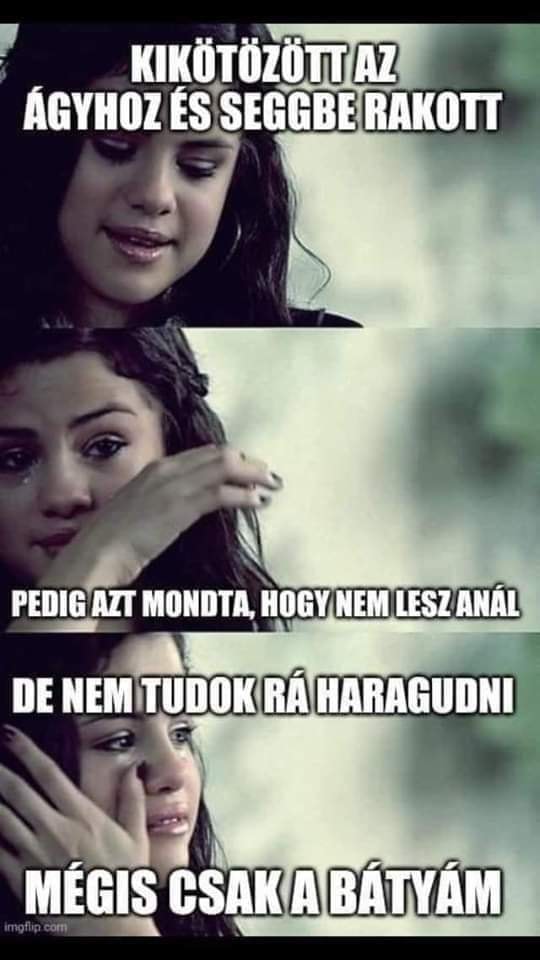 KIKÖTÖZÖTT AZ
ÁGYHOZ ÉS SEGGBE RAKOTT
PEDIG AZT MONDTA, HOGY NEM LESZ ANÁL
DE NEM TUDOK RÁ HARAGUDNI
MÉGIS CSAK A BÁTYÁM
imgflip.com